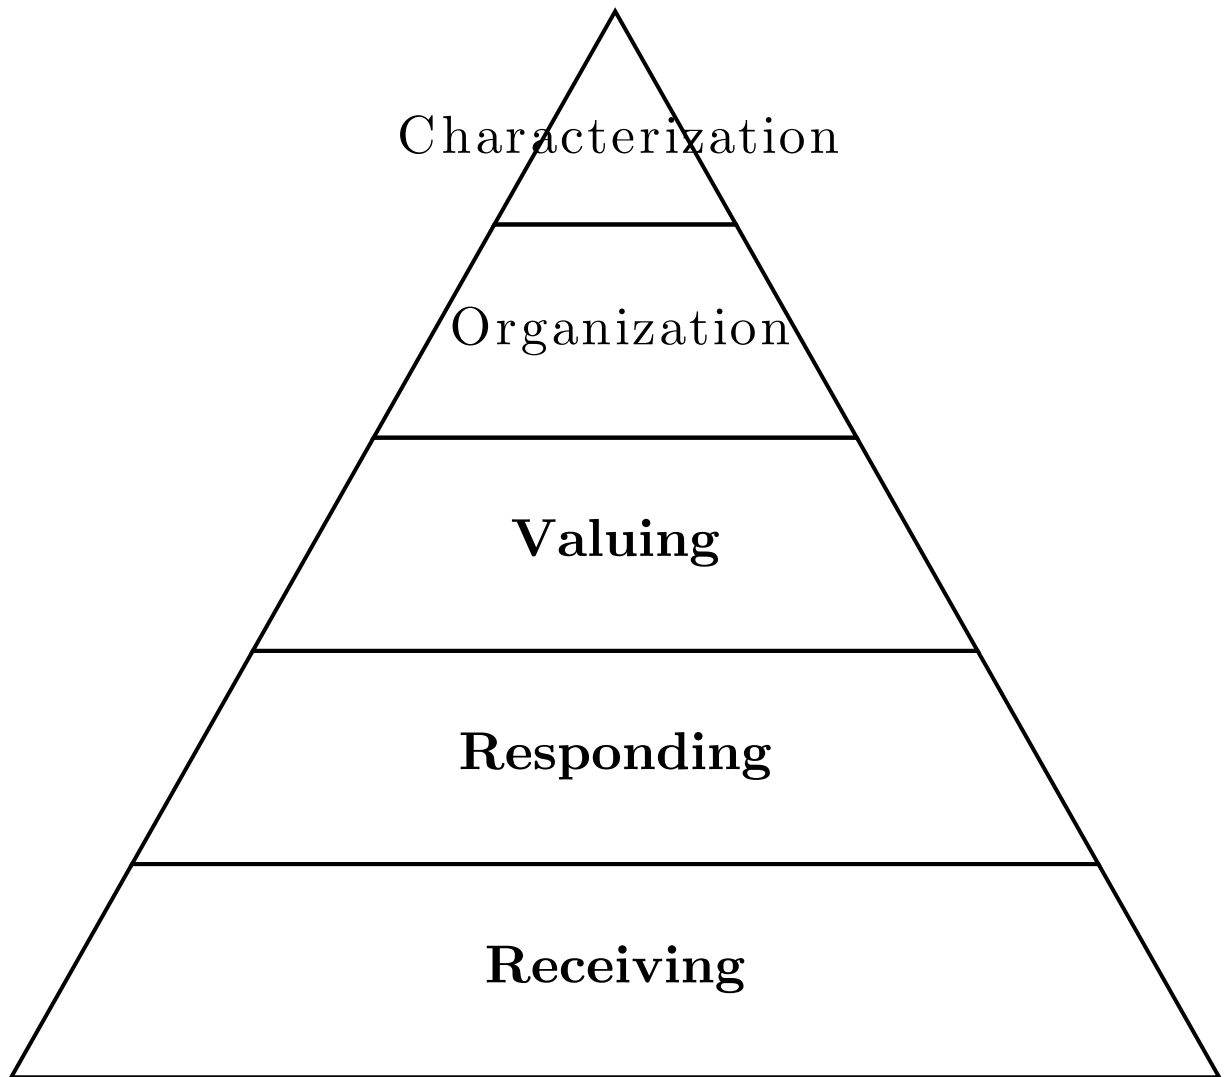 Characterization
Organization
Valuing
Responding
Receiving